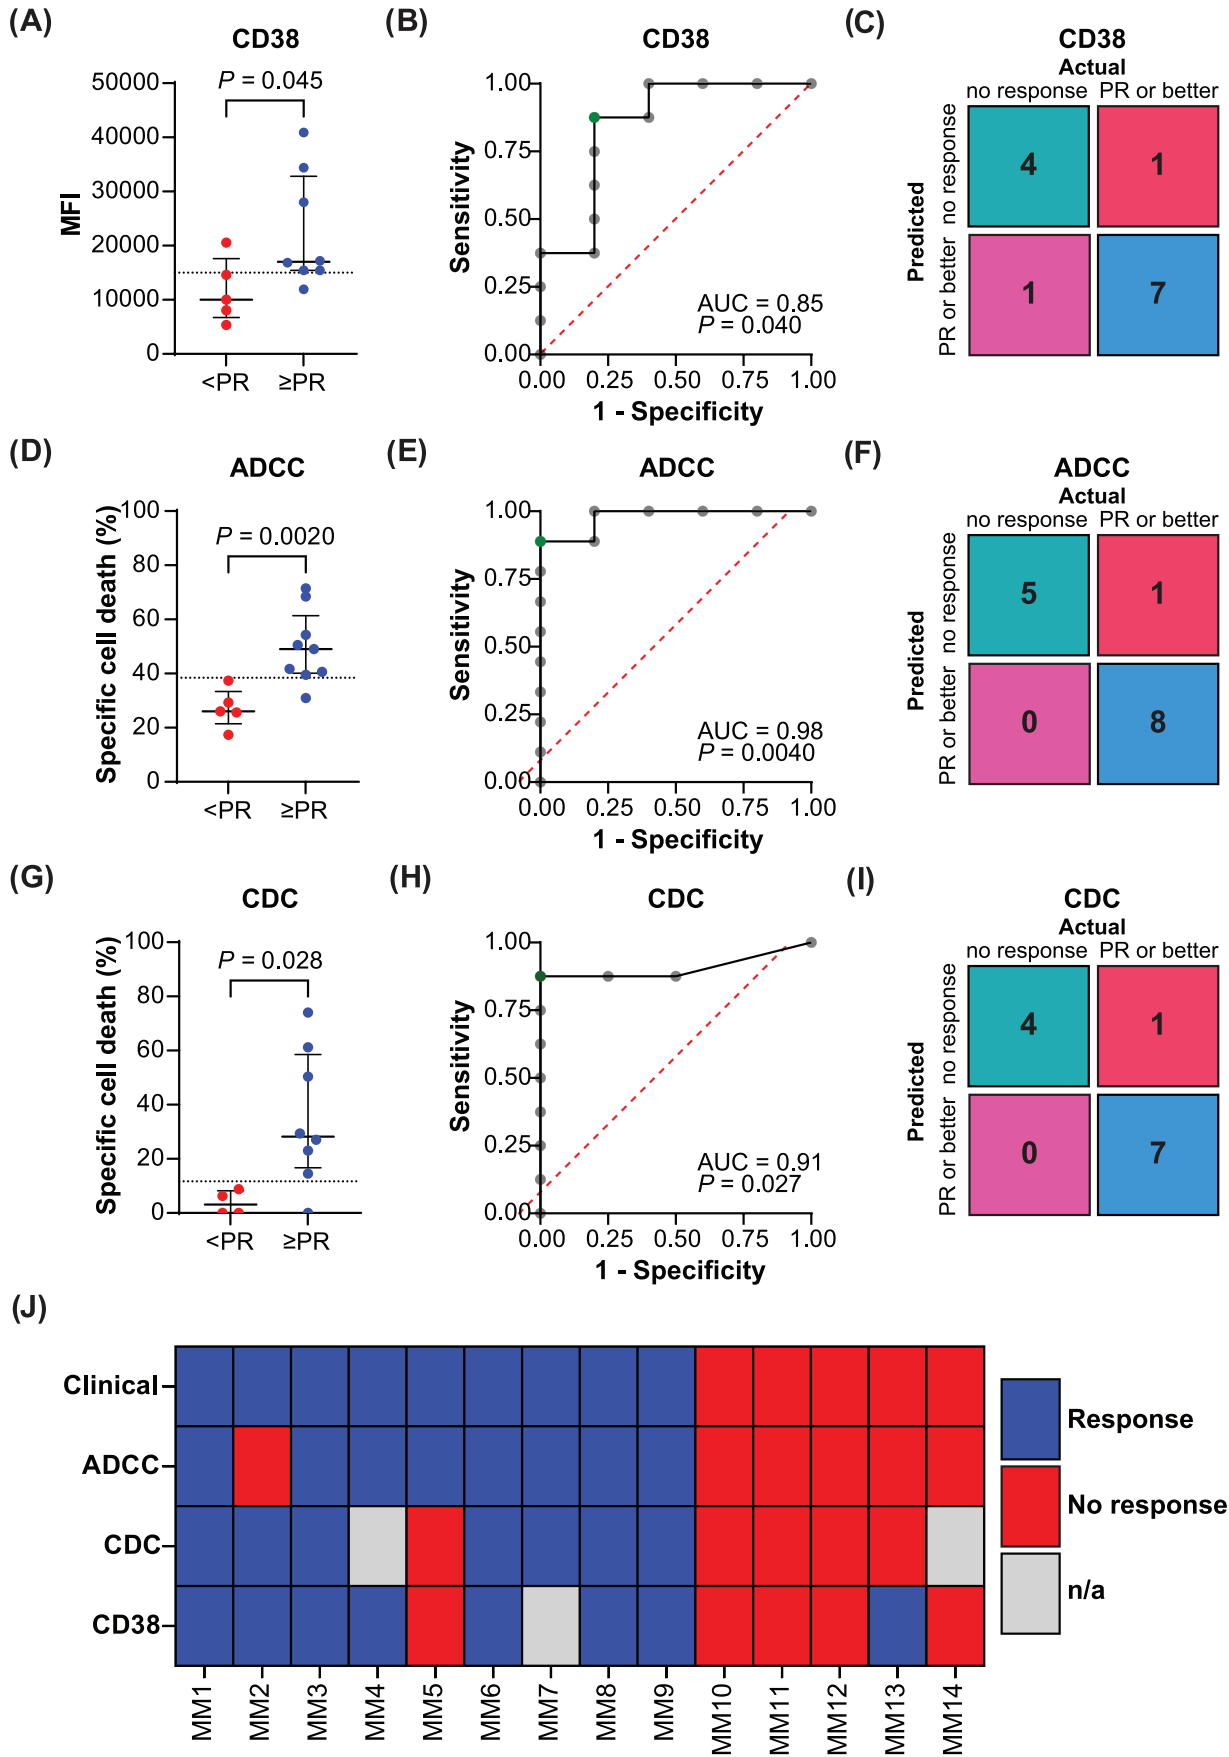 (A)
CD38
50000
40000
30000
20000
10000
0
MFI
P = 0.045
<PR
≥PR
(B)
CD38
1.00
0.75
0.50
0.25
0.00
Sensitivity
AUC = 0.85
P = 0.040
0.00 0.25 0.50 0.75 1.00
1 - Specificity
(C)
CD38
Actual
no response PR or better
Predicted
no response
PR or better
4 1
1 7
(D)
ADCC
100
80
60
40
20
0
Specific cell death (%)
P = 0.0020
<PR
≥PR
(E)
ADCC
1.00
0.75
0.50
0.25
0.00
Sensitivity
AUC = 0.98
P = 0.0040
0.00 0.25 0.50 0.75 1.00
1 - Specificity
(F)
ADCC
Actual
no response PR or better
Predicted
no response
PR or better
5 1
0 8
(G)
CDC
100
80
60
40
20
0
Specific cell death (%)
P = 0.028
<PR
≥PR
(H)
CDC
1.00
0.75
0.50
0.25
0.00
Sensitivity
AUC = 0.91
P = 0.027
0.00 0.25 0.50 0.75 1.00
1 - Specificity
(I)
CDC
Actual
no response PR or better
Predicted
no response
PR or better
4 1
0 7
(J)
Clinical
ADCC
CDC
CD38
MM1
MM2
MM3
MM4
MM5
MM6
MM7
MM8
MM9
MM10
MM11
MM12
MM13
MM14
Response
No response
n/a